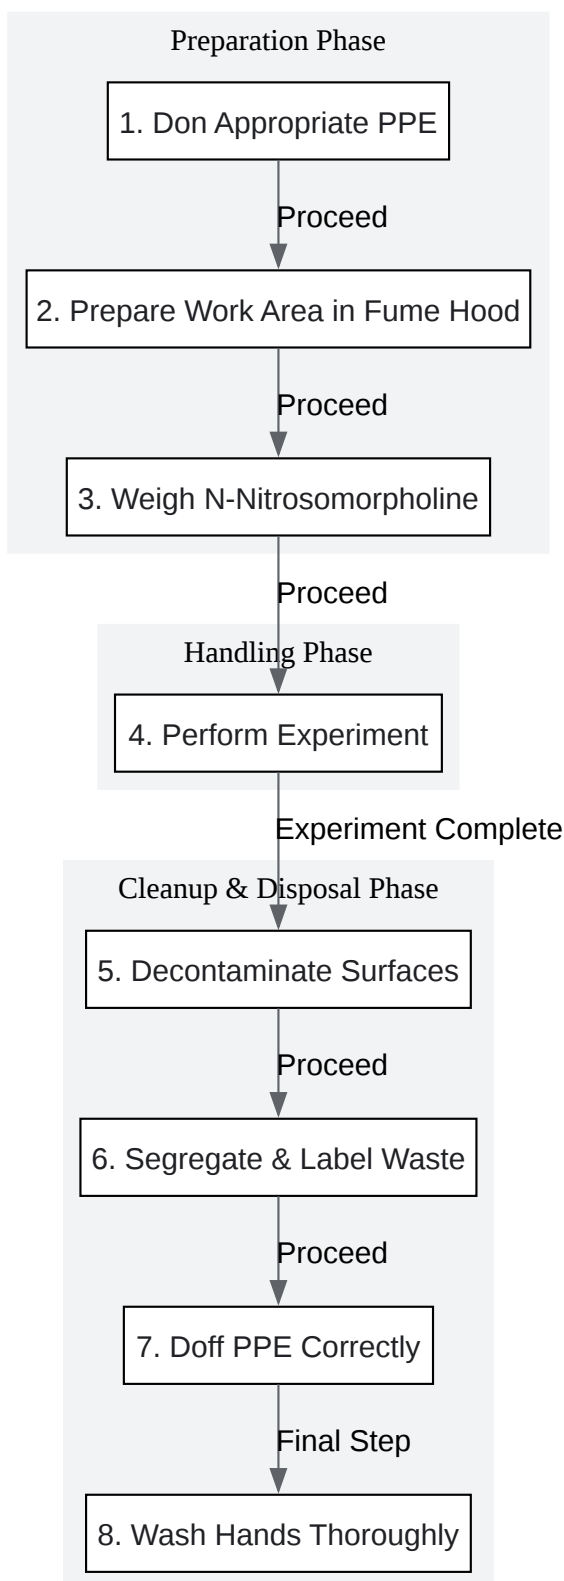 Preparation Phase
1. Don Appropriate PPE
Proceed
2. Prepare Work Area in Fume Hood
Proceed
3. Weigh N-Nitrosomorpholine
Proceed
Handling Phase
4. Perform Experiment
Experiment Complete
Cleanup & Disposal Phase
5. Decontaminate Surfaces
Proceed
6. Segregate & Label Waste
Proceed
7. Doff PPE Correctly
Final Step
8. Wash Hands Thoroughly